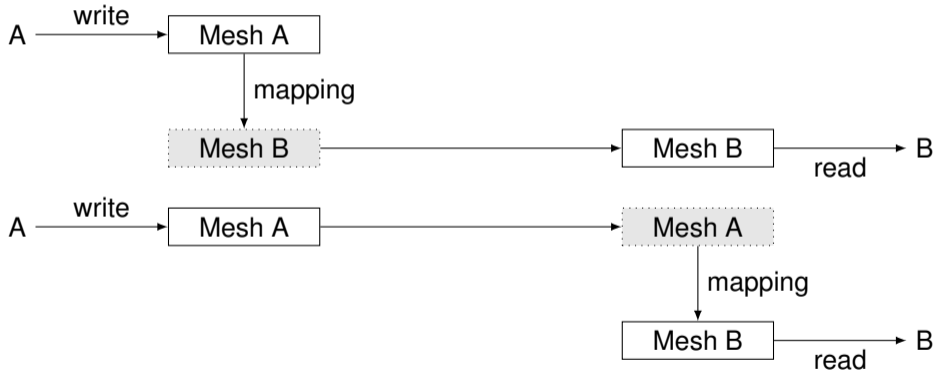 write
A Mesh A
mapping
Mesh B Mesh B B
read
write
A Mesh A Mesh A
mapping
Mesh B B
read